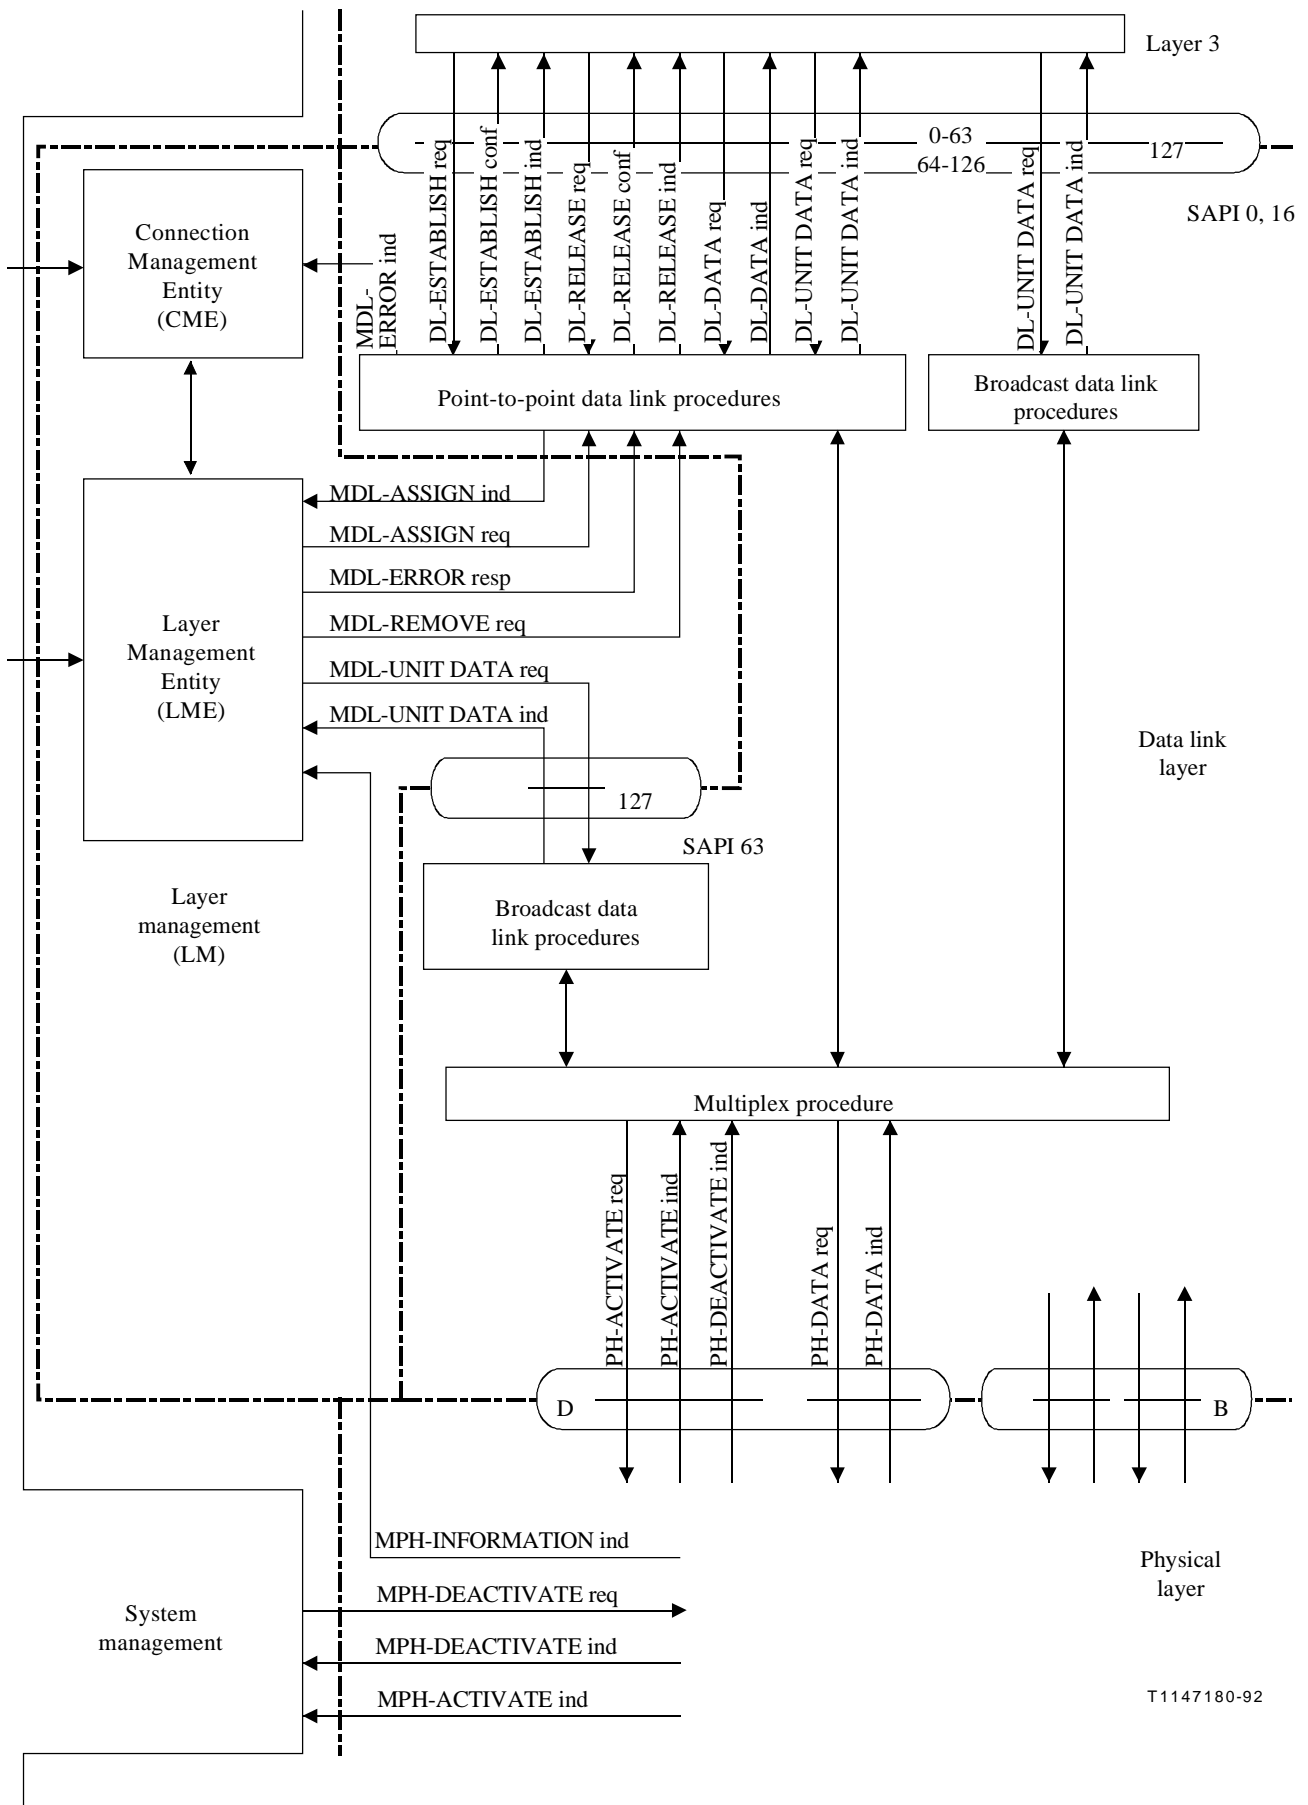 Layer 3
0-63
64-126
127
SAPI 0, 16
DL-ESTABLISH req
DL-ESTABLISH conf
DL-ESTABLISH ind
DL-RELEASE req
DL-RELEASE conf
DL-RELEASE ind
DL-DATA req
DL-DATA ind
DL-UNIT DATA req
DL-UNIT DATA ind
DL-UNIT DATA req
DL-UNIT DATA ind
Connection
Management
Entity
(CME)
MDL-
ERROR ind
Point-to-point data link procedures
Broadcast data link
procedures
MDL-ASSIGN ind
MDL-ASSIGN req
MDL-ERROR resp
MDL-REMOVE req
MDL-UNIT DATA req
MDL-UNIT DATA ind
Layer
Management
Entity
(LME)
Data link
layer
127
SAPI 63
Layer
management
(LM)
Broadcast data
link procedures
Multiplex procedure
PH-ACTIVATE req
PH-ACTIVATE ind
PH-DEACTIVATE ind
PH-DATA req
PH-DATA ind
D
B
MPH-INFORMATION ind
MPH-DEACTIVATE req
MPH-DEACTIVATE ind
MPH-ACTIVATE ind
System
management
Physical
layer
T1147180-92